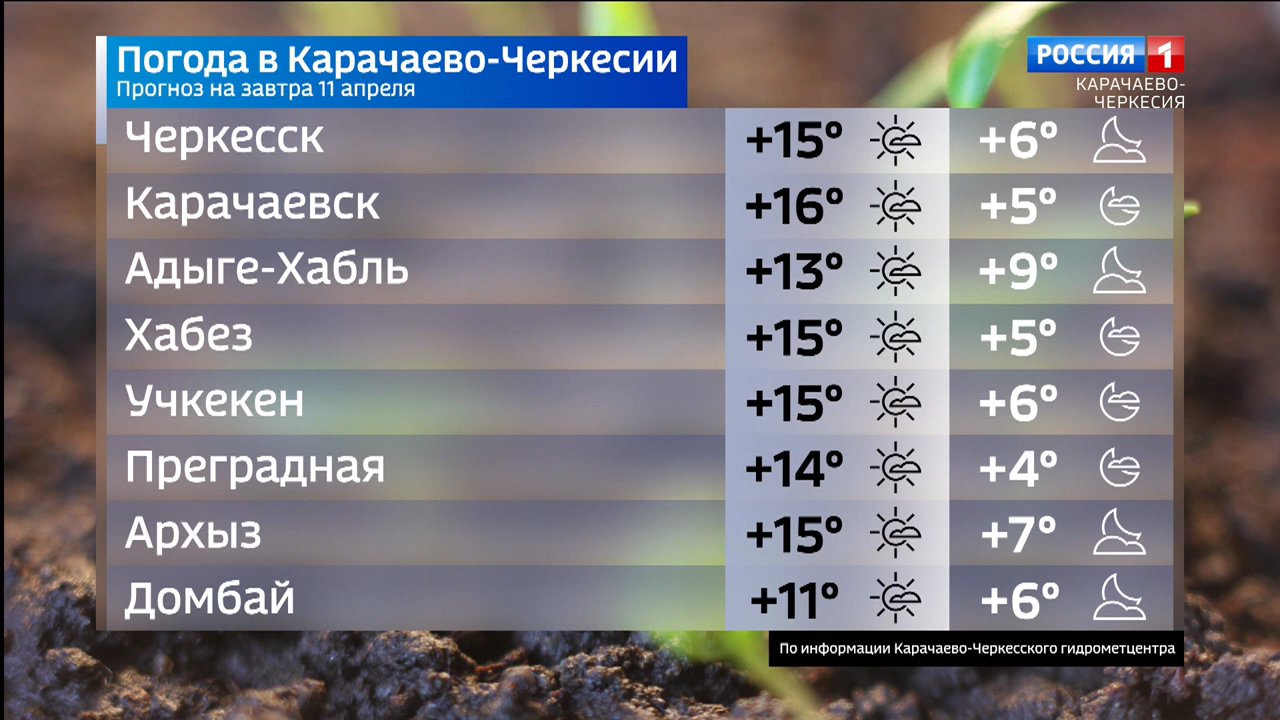 Погода в Карачаево-Черкесии
Прогноз на завтра 11 апреля
РОССИЯ 1
КАРАЧАЕВО-
ЧЕРКЕСИЯ
Черкесск +15° +6°
Карачаевск +16° +5°
Адыге-Хабль +13° +9°
Хабез +15° +5°
Учкекен +15° +6°
Преградная +14° +4°
Архыз +15° +7°
Домбай +11° +6°
По информации Карачаево-Черкесского гидрометцентра